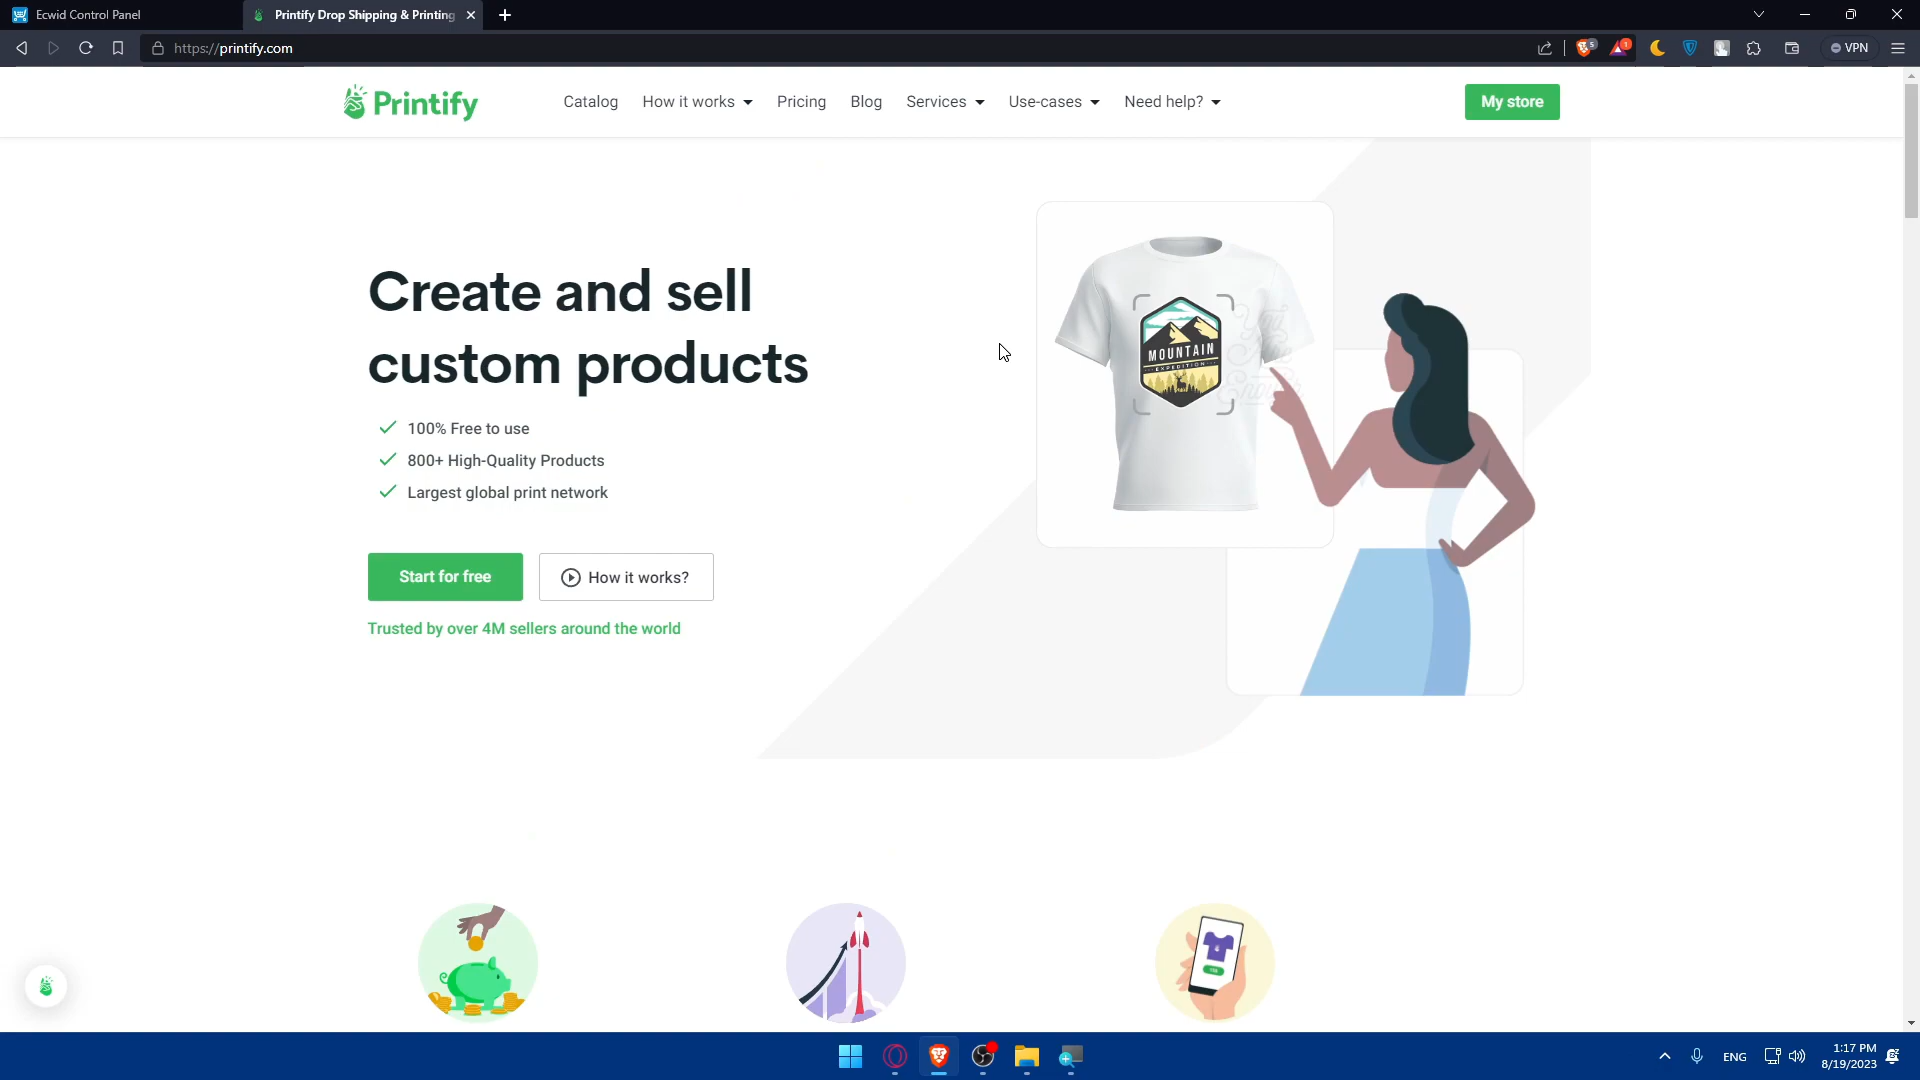 Ecwid Control Panel
Printify Drop Shipping & Printing
https://printify.com
5
1
VPN
Printify
Catalog
How it works
Pricing
Blog
Services
Use-cases
Need help?
My store
Create and sell
custom products
100% Free to use
800+ High-Quality Products
Largest global print network
Start for free
How it works?
Trusted by over 4M sellers around the world
MOUNTAIN
EXPEDITION
ENG
1:17 PM
8/19/2023